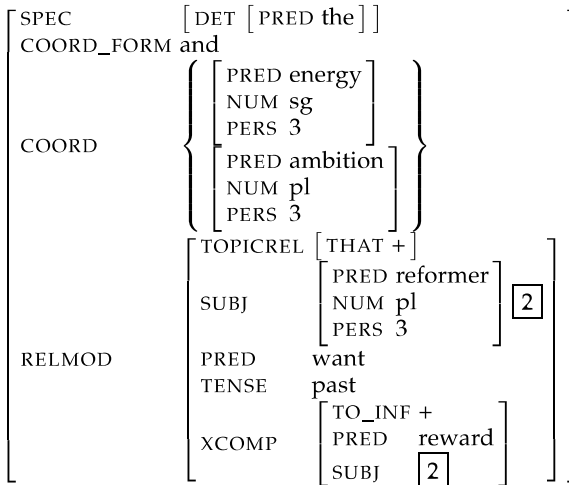 SPEC [DET [PRED the]]
COORD_FORM and
PRED energy
NUM sg
PERS 3
COORD
PRED ambition
NUM pl
PERS 3
TOPICREL [THAT +]
PRED reformer
SUBJ NUM pl 2
PERS 3
RELMOD PRED want
TENSE past
TO_INF +
XCOMP PRED reward
SUBJ 2